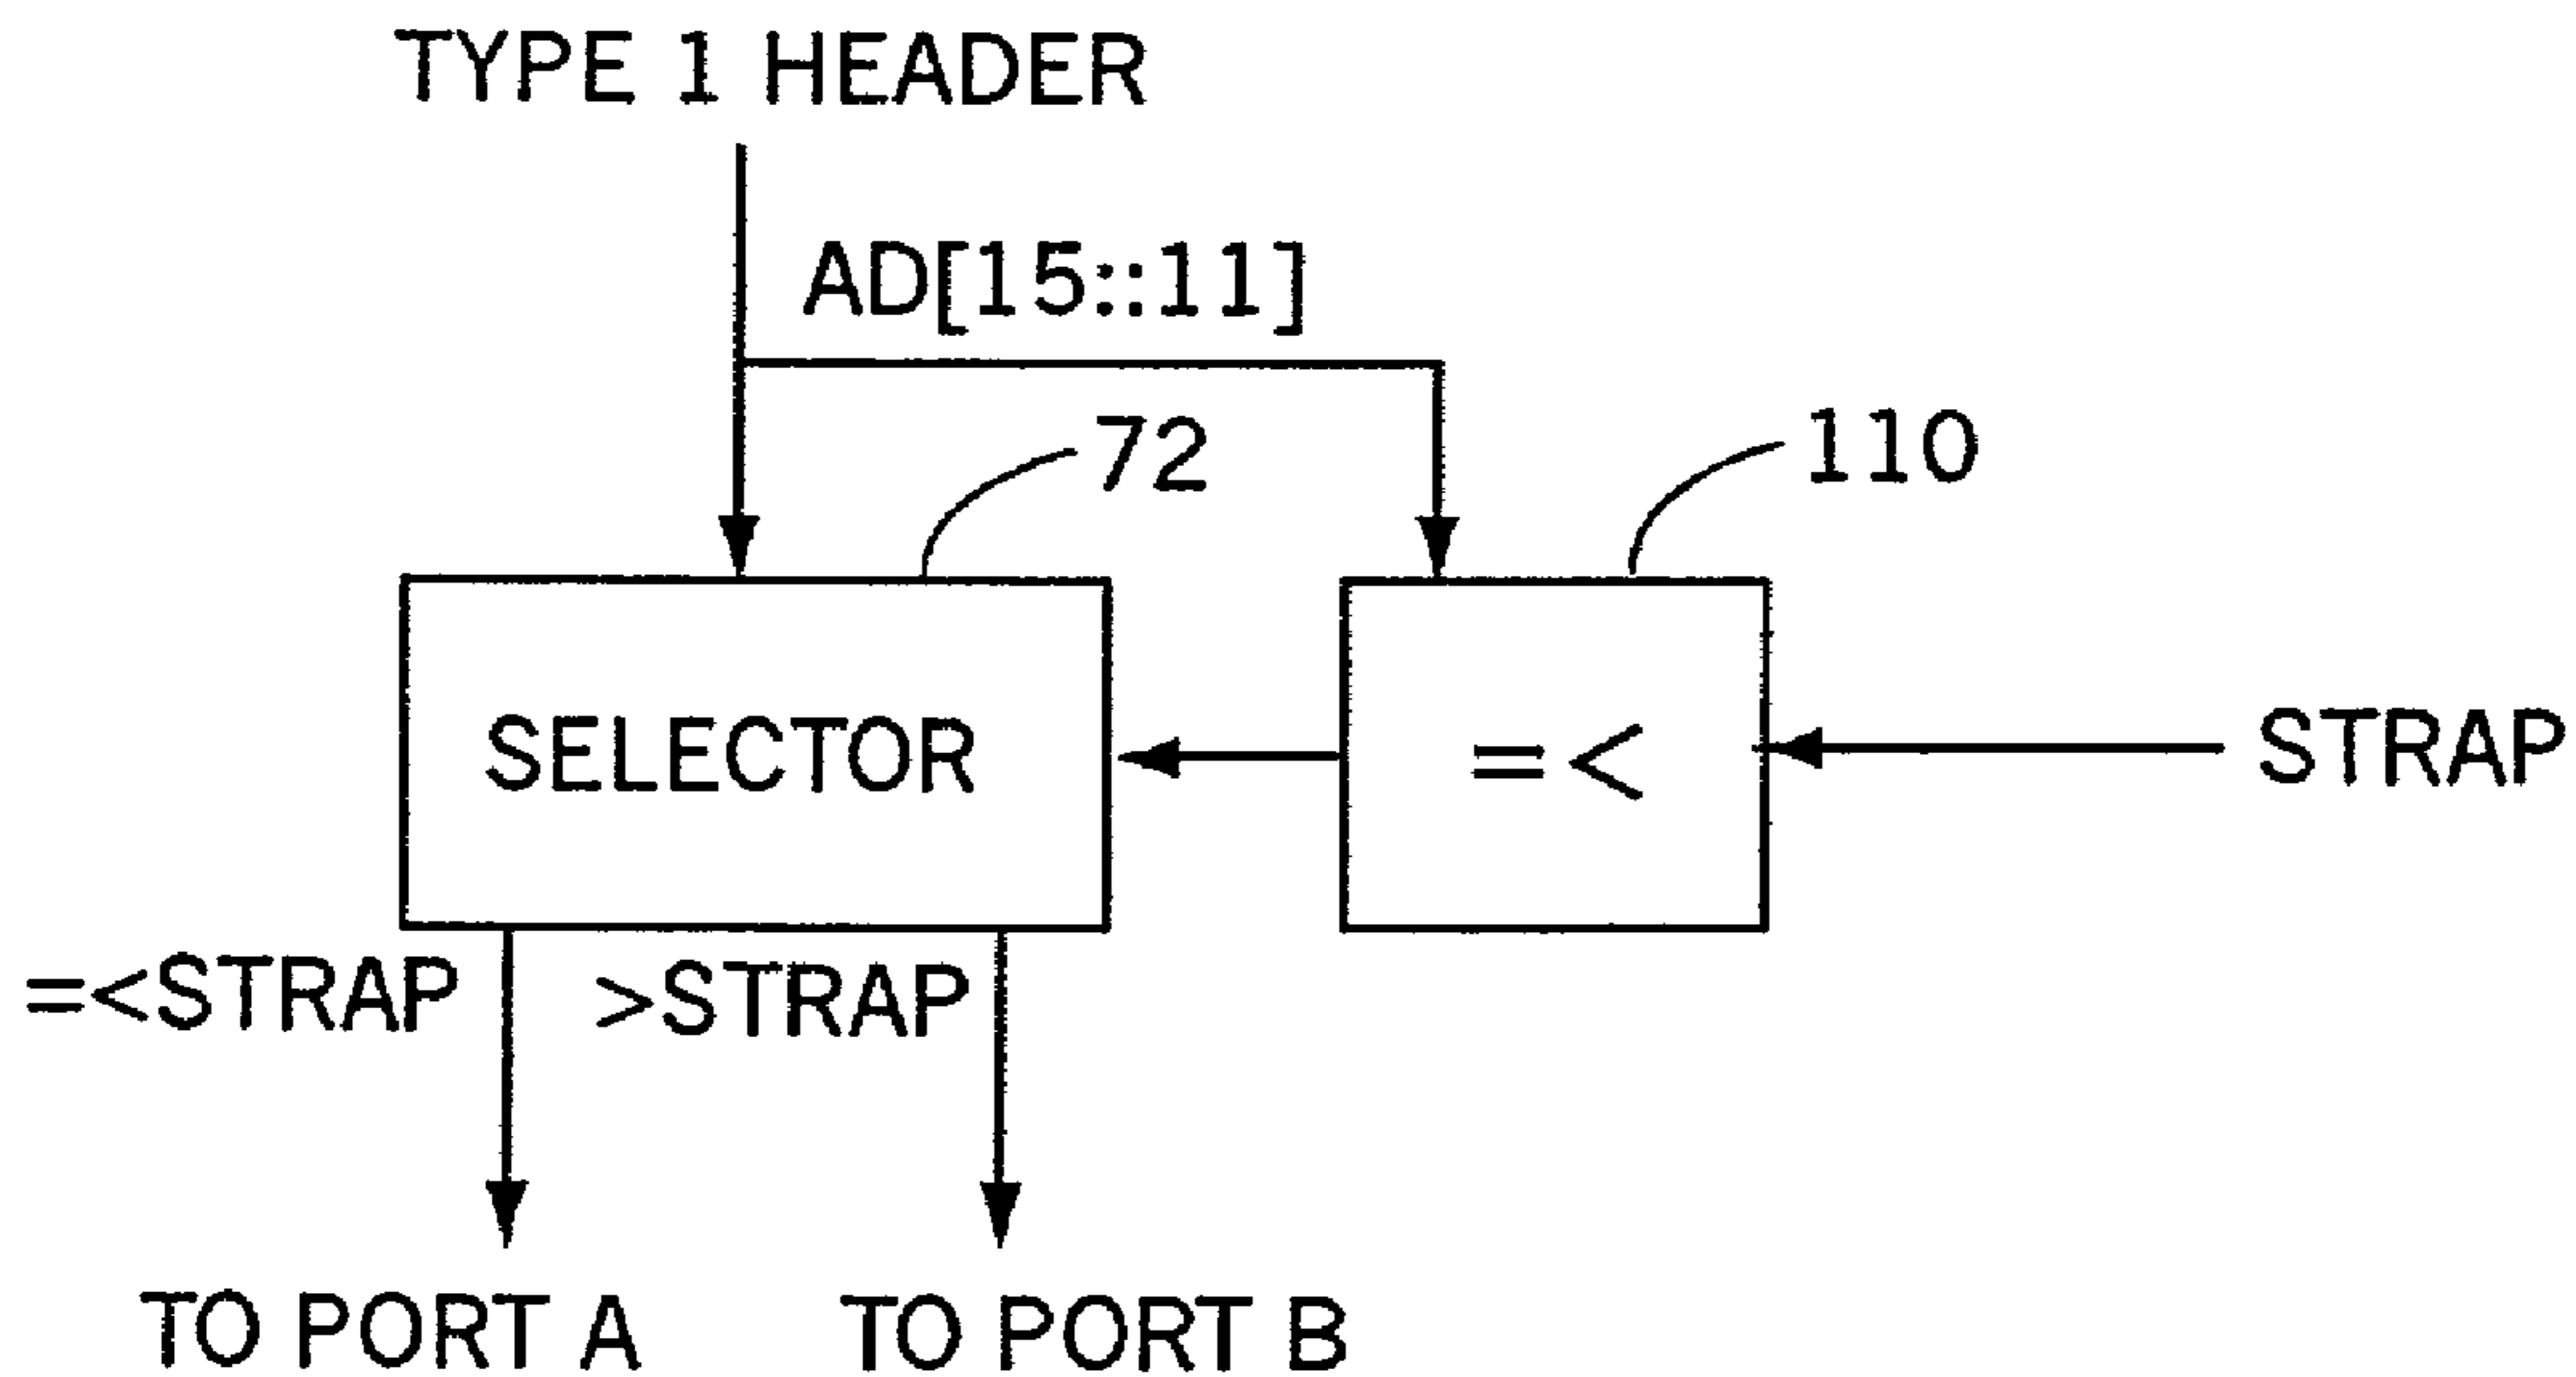 TYPE 1 HEADER
AD[15::11]
72
110
SELECTOR
=<
STRAP
=<STRAP
>STRAP
TO PORT A
TO PORT B